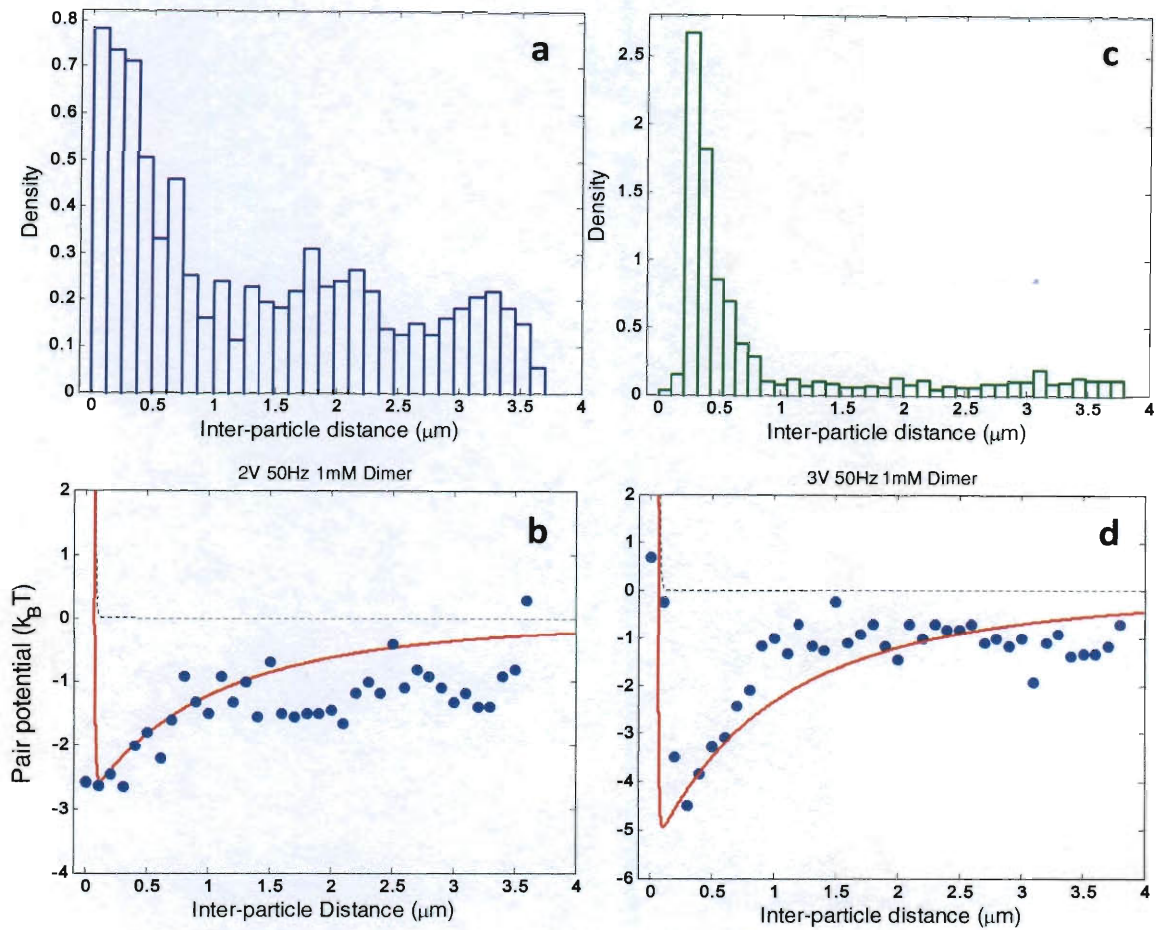 a
0.8
0.7
0.6
0.5
0.4
0.3
0.2
0.1
0
Density
0 0.5 1 1.5 2 2.5 3 3.5 4
Inter-particle distance (μm)
c
2.5
2
1.5
1
0.5
0
Density
0 0.5 1 1.5 2 2.5 3 3.5 4
Inter-particle distance (μm)
2V 50Hz 1mM Dimer
b
2
1
0
-1
-2
-3
-4
Pair potential (kBT)
0 0.5 1 1.5 2 2.5 3 3.5 4
Inter-particle Distance (μm)
3V 50Hz 1mM Dimer
d
2
1
0
-1
-2
-3
-4
-5
-6
0 0.5 1 1.5 2 2.5 3 3.5 4
Inter-particle distance (μm)